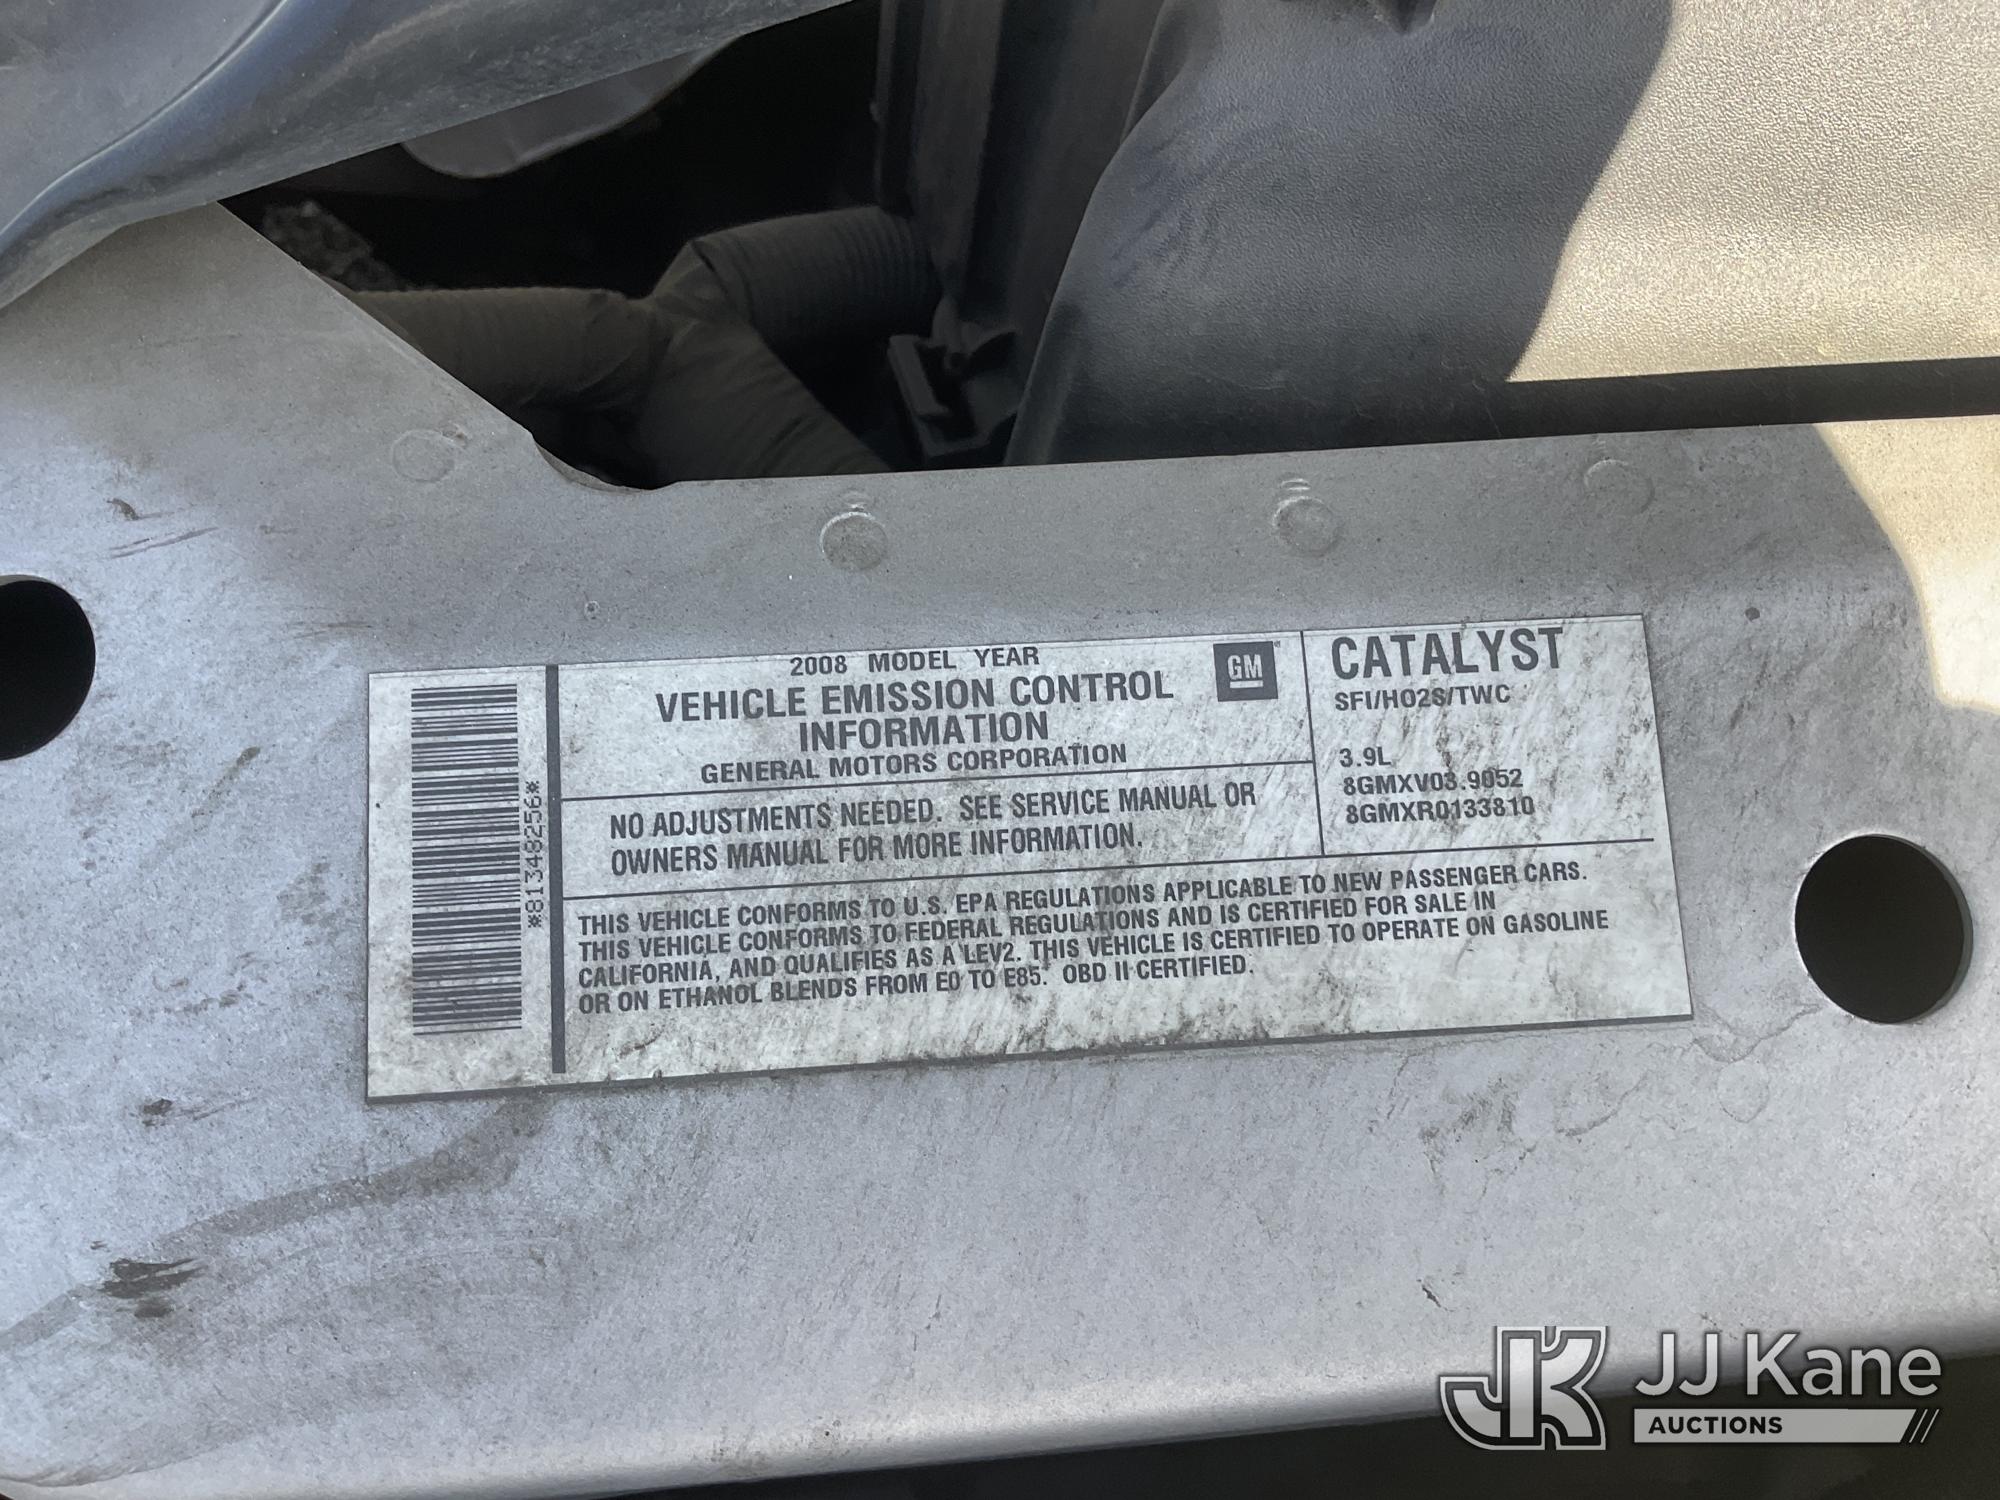 2008 MODEL YEAR
VEHICLE EMISSION CONTROL
INFORMATION
GENERAL MOTORS CORPORATION
GM
CATALYST
SFI/HO2S/TWC
3.9L
8GMXV03.9052
8GMXR0133810
NO ADJUSTMENTS NEEDED. SEE SERVICE MANUAL OR
OWNERS MANUAL FOR MORE INFORMATION.
THIS VEHICLE CONFORMS TO U.S. EPA REGULATIONS APPLICABLE TO NEW PASSENGER CARS.
THIS VEHICLE CONFORMS TO FEDERAL REGULATIONS AND IS CERTIFIED FOR SALE IN
CALIFORNIA, AND QUALIFIES AS A LEV2. THIS VEHICLE IS CERTIFIED TO OPERATE ON GASOLINE
OR ON ETHANOL BLENDS FROM E0 TO E85. OBD II CERTIFIED.
*81348256*
JK
JJ Kane
AUCTIONS